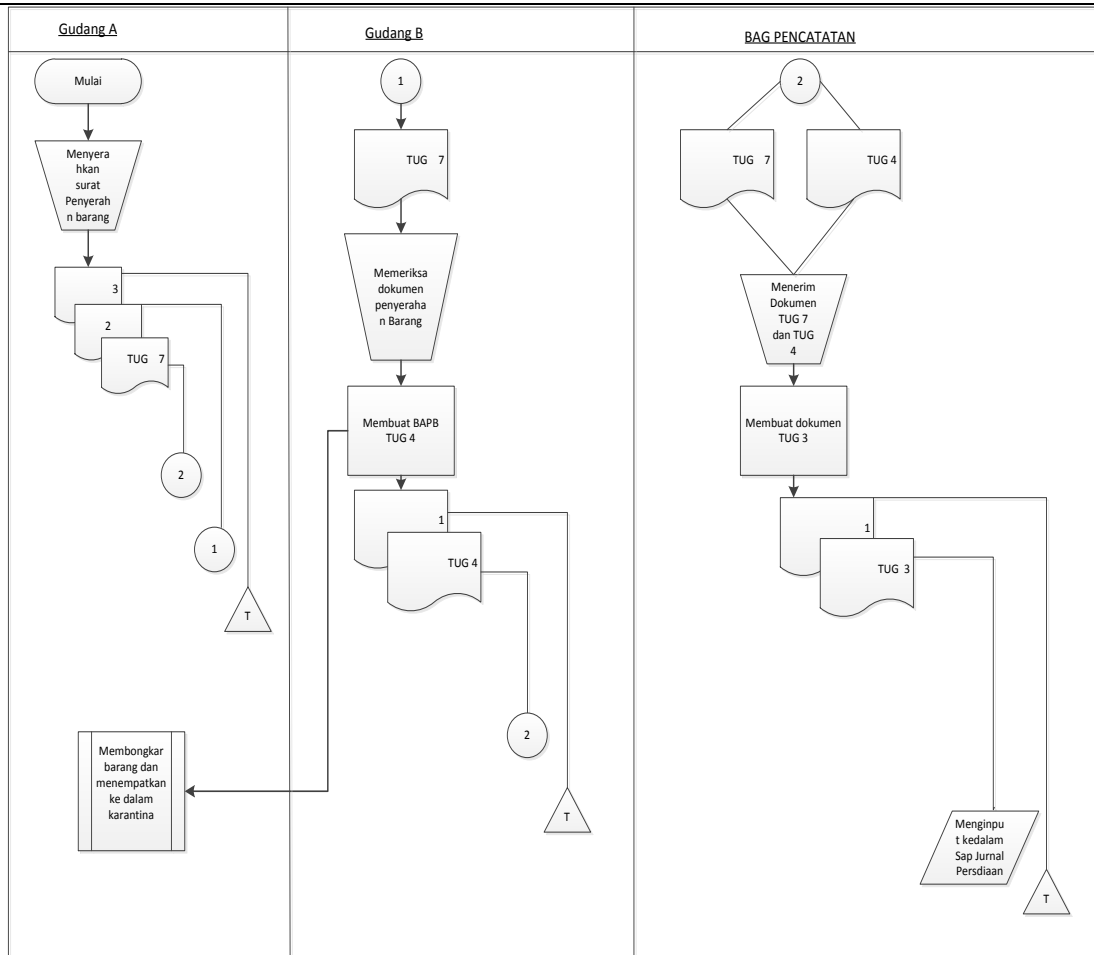 Gudang A
Mulai
Menyera
hkan
surat
Penyerah
n barang
3
2
TUG 7
2
1
T
Membongkar
barang dan
menempatkan
ke dalam
karantina
Gudang B
1
TUG 7
Memeriksa
dokumen
penyeraha
n Barang
Membuat BAPB
TUG 4
1
TUG 4
2
T
BAG PENCATATAN
2
TUG 7
TUG 4
Menerim
Dokumen
TUG 7
dan TUG
4
Membuat dokumen
TUG 3
1
TUG 3
Menginpu
t kedalam
Sap Jurnal
Persdiaan
T